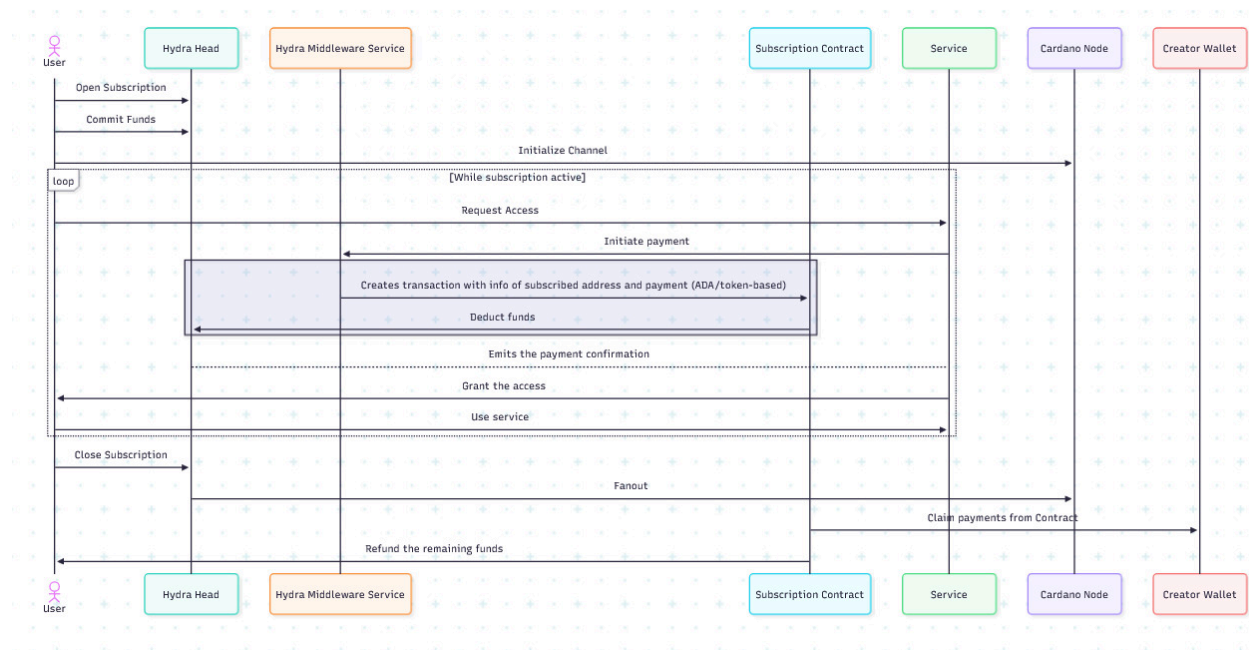 User
Hydra Head
Hydra Middleware Service
Subscription Contract
Service
Cardano Node
Creator Wallet
Open Subscription
Commit Funds
Initialize Channel
loop
[While subscription active]
Request Access
Initiate payment
Creates transaction with info of subscribed address and payment (ADA/token-based)
Deduct funds
Emits the payment confirmation
Grant the access
Use service
Close Subscription
Fanout
Claim payments from Contract
Refund the remaining funds
User
Hydra Head
Hydra Middleware Service
Subscription Contract
Service
Cardano Node
Creator Wallet